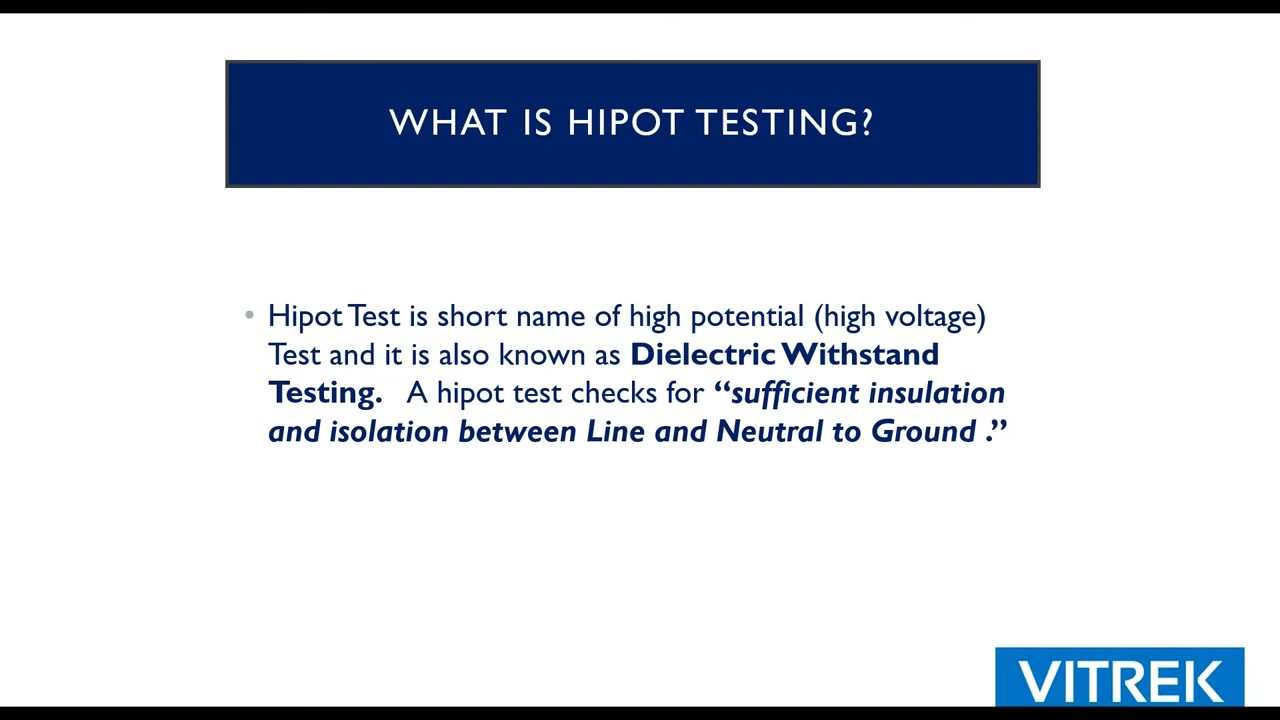 WHAT IS HIPOT TESTING?
• Hipot Test is short name of high potential (high voltage)
Test and it is also known as Dielectric Withstand
Testing. A hipot test checks for “sufficient insulation
and isolation between Line and Neutral to Ground .”
VITREK